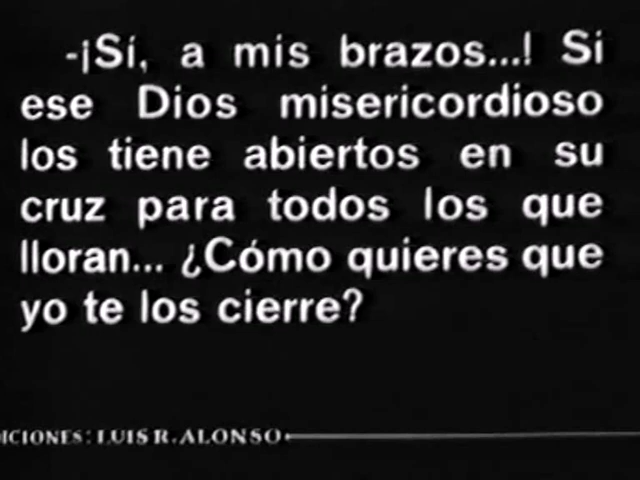 -¡Sí, a mis brazos...! Si
ese Dios misericordioso
los tiene abiertos en su
cruz para todos los que
lloran... ¿Cómo quieres que
yo te los cierre?
ICIONES: LUIS R. ALONSO